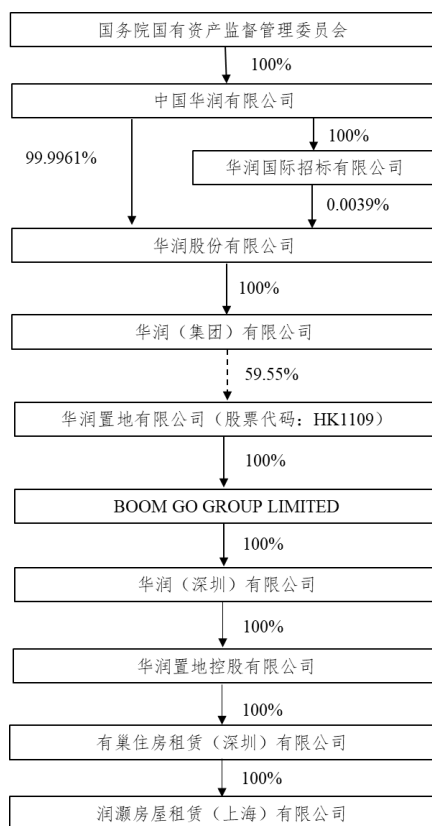 国务院国有资产监督管理委员会
100%
中国华润有限公司
99.9961%
100%
华润国际招标有限公司
0.0039%
华润股份有限公司
100%
华润（集团）有限公司
59.55%
华润置地有限公司（股票代码：HK1109）
100%
BOOM GO GROUP LIMITED
100%
华润（深圳）有限公司
100%
华润置地控股有限公司
100%
有巢住房租赁（深圳）有限公司
100%
润灏房屋租赁（上海）有限公司